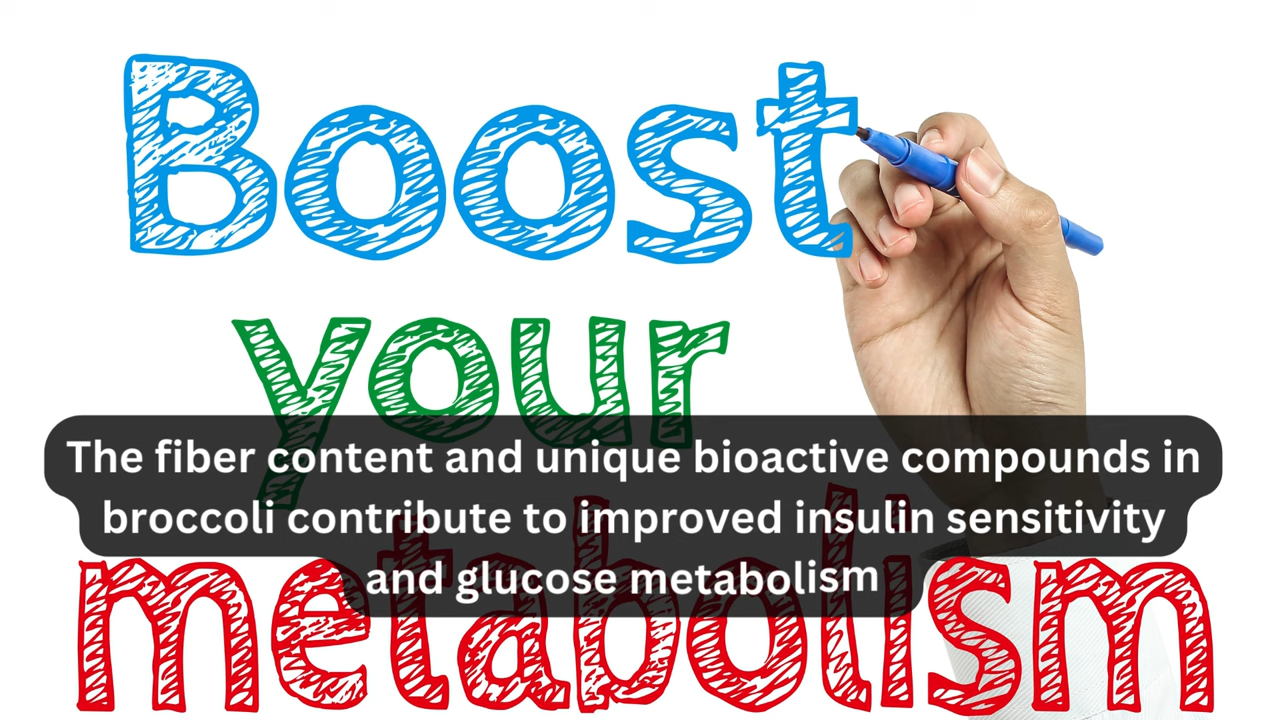 Boost
your
metabolism
The fiber content and unique bioactive compounds in
broccoli contribute to improved insulin sensitivity
and glucose metabolism